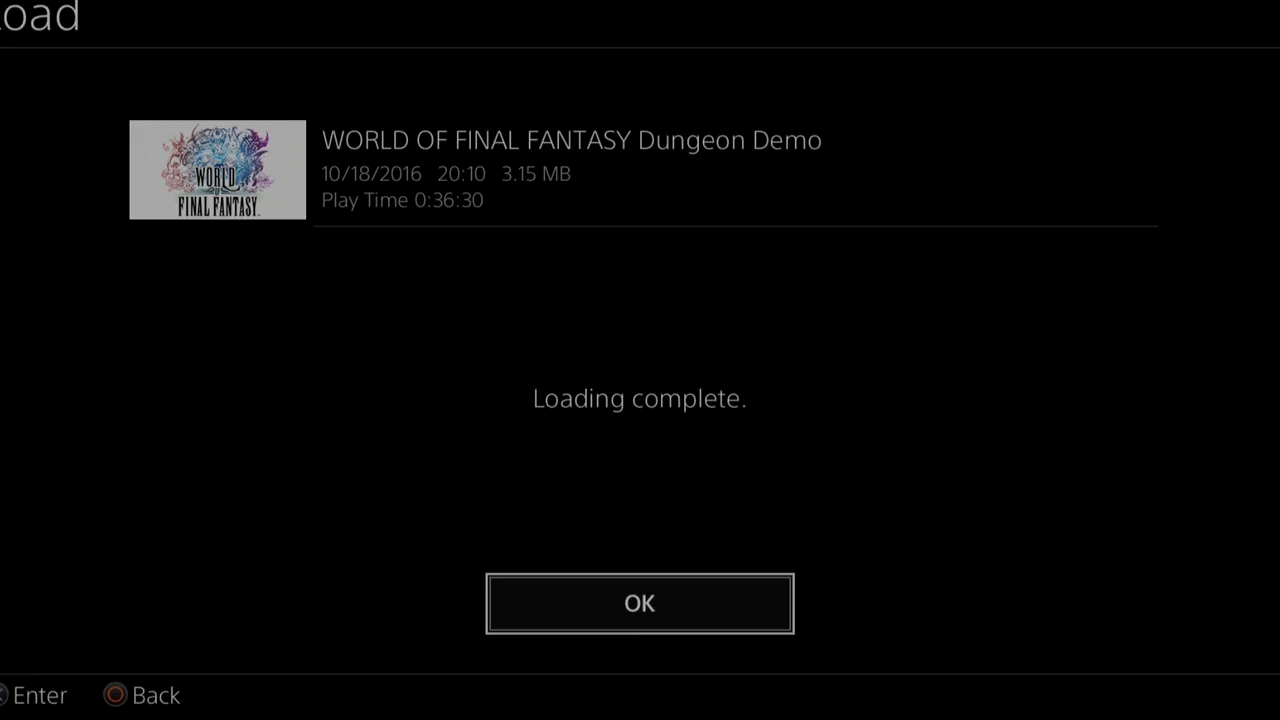 oad
WORLD OF FINAL FANTASY Dungeon Demo
10/18/2016 20:10 3.15 MB
Play Time 0:36:30
WORLD
OF
FINAL FANTASY
Loading complete.
OK
Enter Back